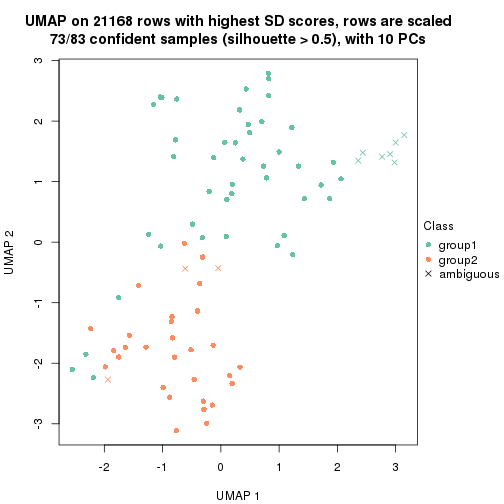 UMAP on 21168 rows with highest SD scores, rows are scaled
73/83 confident samples (silhouette > 0.5), with 10 PCs
3
2
1
0
-1
-2
-3
UMAP 2
-2
-1
0
1
2
3
UMAP 1
Class
group1
group2
ambiguous